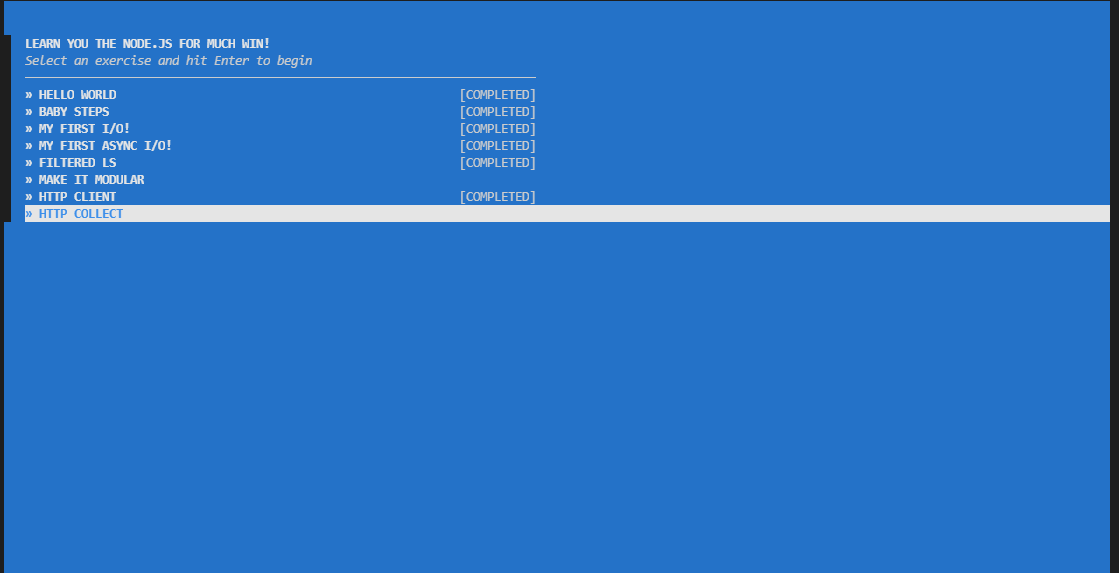 LEARN YOU THE NODE.JS FOR MUCH WIN!
Select an exercise and hit Enter to begin
» HELLO WORLD [COMPLETED]
» BABY STEPS [COMPLETED]
» MY FIRST I/O! [COMPLETED]
» MY FIRST ASYNC I/O! [COMPLETED]
» FILTERED LS [COMPLETED]
» MAKE IT MODULAR
» HTTP CLIENT [COMPLETED]
» HTTP COLLECT